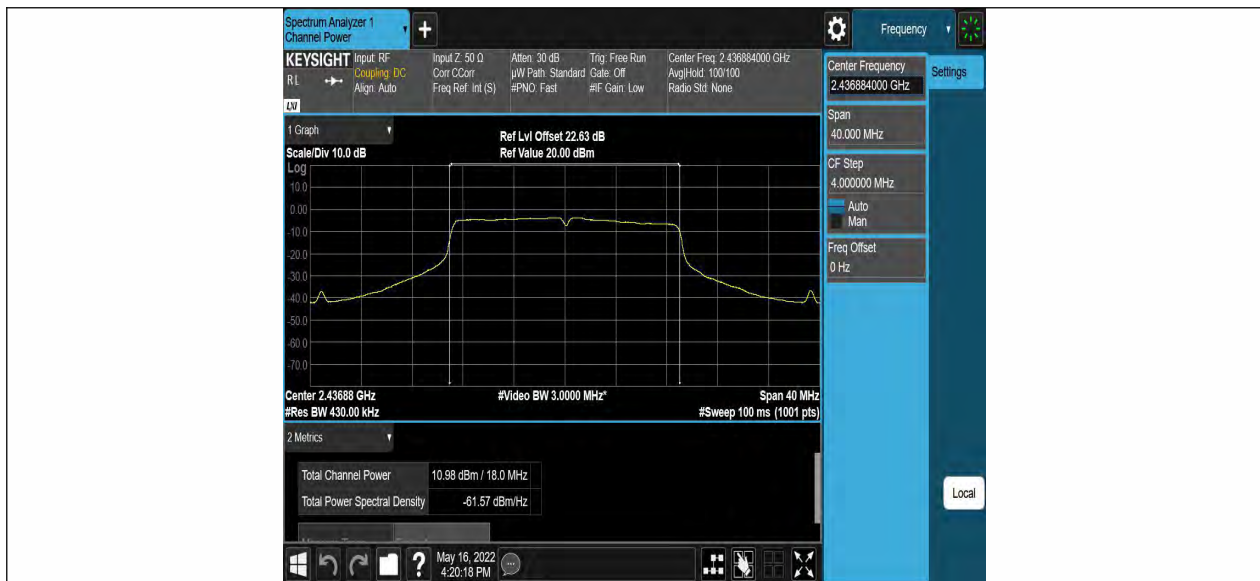 Spectrum Analyzer 1
Channel Power
+
Frequency
KEYSIGHT
RL
LXI
Input: RF
Coupling: DC
Align: Auto
Input Z: 50 Ω
Corr CCorr
Freq Ref: Int (S)
Atten: 30 dB
µW Path: Standard
#PNO: Fast
Trig: Free Run
Gate: Off
#IF Gain: Low
Center Freq: 2.436884000 GHz
Avg|Hold: 100/100
Radio Std: None
Center Frequency
2.436884000 GHz
Settings
Span
40.000 MHz
CF Step
4.000000 MHz
Auto
Man
Freq Offset
0 Hz
Local
1 Graph
Scale/Div 10.0 dB
Ref Lvl Offset 22.63 dB
Ref Value 20.00 dBm
Log
10.0
0.00
-10.0
-20.0
-30.0
-40.0
-50.0
-60.0
-70.0
Center 2.43688 GHz
#Video BW 3.0000 MHz*
Span 40 MHz
#Res BW 430.00 kHz
#Sweep 100 ms (1001 pts)
2 Metrics
Total Channel Power 10.98 dBm / 18.0 MHz
Total Power Spectral Density -61.57 dBm/Hz
?
May 16, 2022
4:20:18 PM